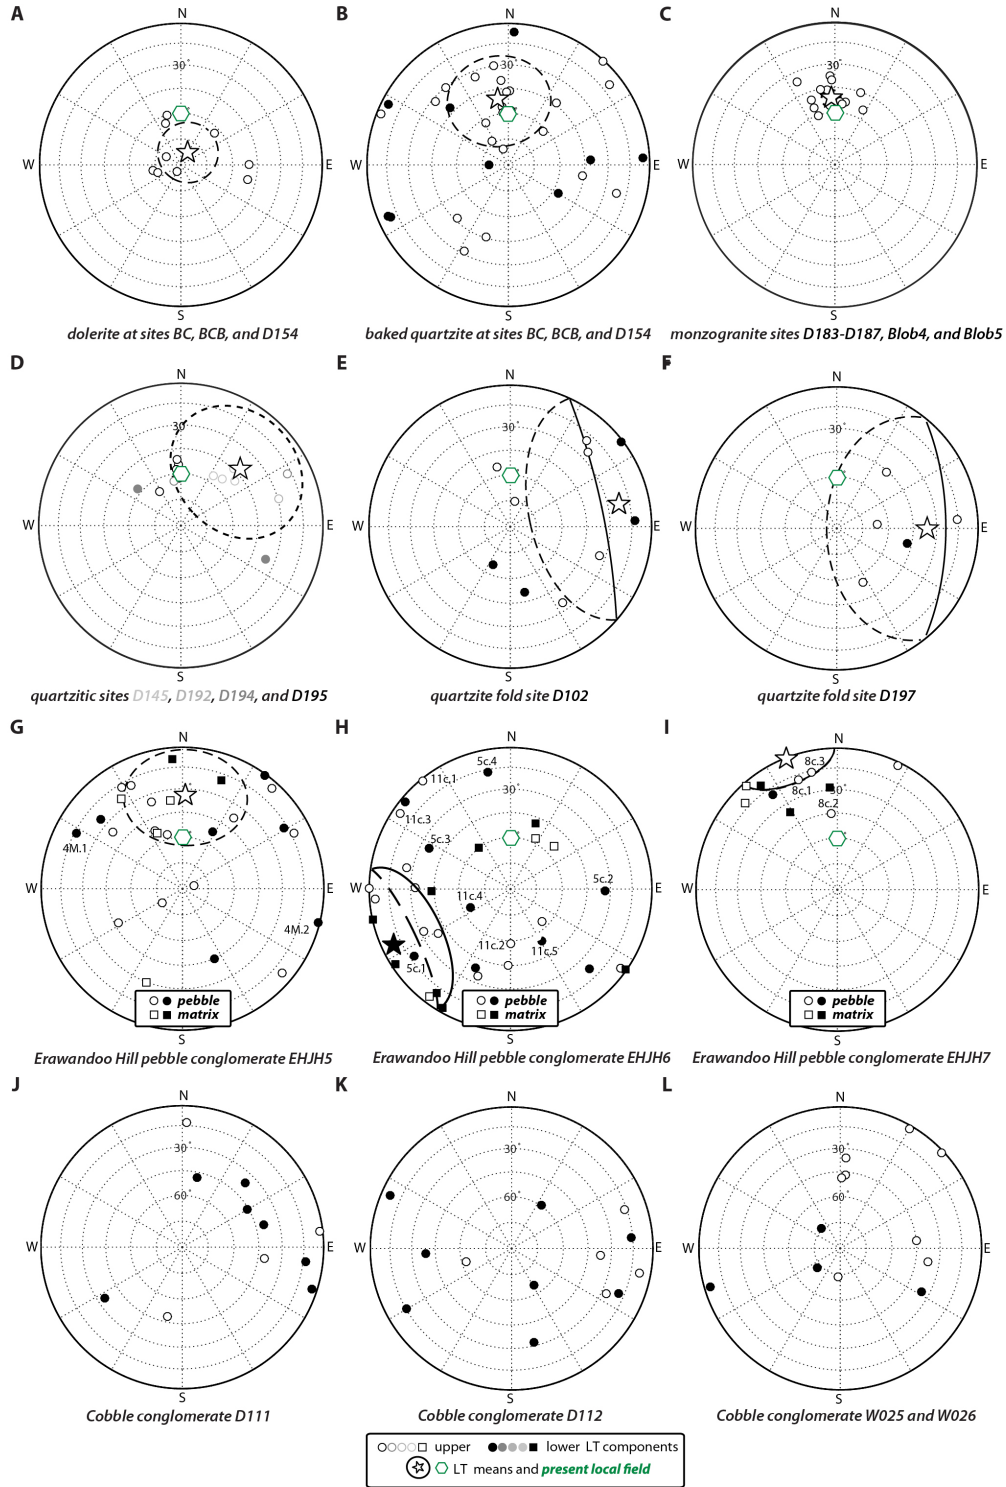 A
B
C
N
N
N
30°
30°
30°
W
E
W
E
W
E
S
S
S
dolerite at sites BC, BCB, and D154
baked quartzite at sites BC, BCB, and D154
monzogranite sites D183-D187, Blob4, and Blob5
D
E
F
N
N
N
30°
30°
30°
W
E
W
E
W
E
S
S
S
quartzitic sites D145, D192, D194, and D195
quartzite fold site D102
quartzite fold site D197
G
H
I
N
N
N
5c.4
11c.1
8c.3
30°
8c.1
30°
11c.3
8c.2
4M.1
5c.3
5c.2
W
E
W
E
W
E
11c.4
4M.2
11c.2
11c.5
5c.1
pebble
matrix
pebble
matrix
pebble
matrix
S
S
S
Erawandoo Hill pebble conglomerate EHJH5
Erawandoo Hill pebble conglomerate EHJH6
Erawandoo Hill pebble conglomerate EHJH7
J
K
L
N
N
N
30°
30°
30°
60°
60°
60°
W
E
W
E
W
E
S
S
S
Cobble conglomerate D111
Cobble conglomerate D112
Cobble conglomerate W025 and W026
upper lower LT components
LT means and present local field